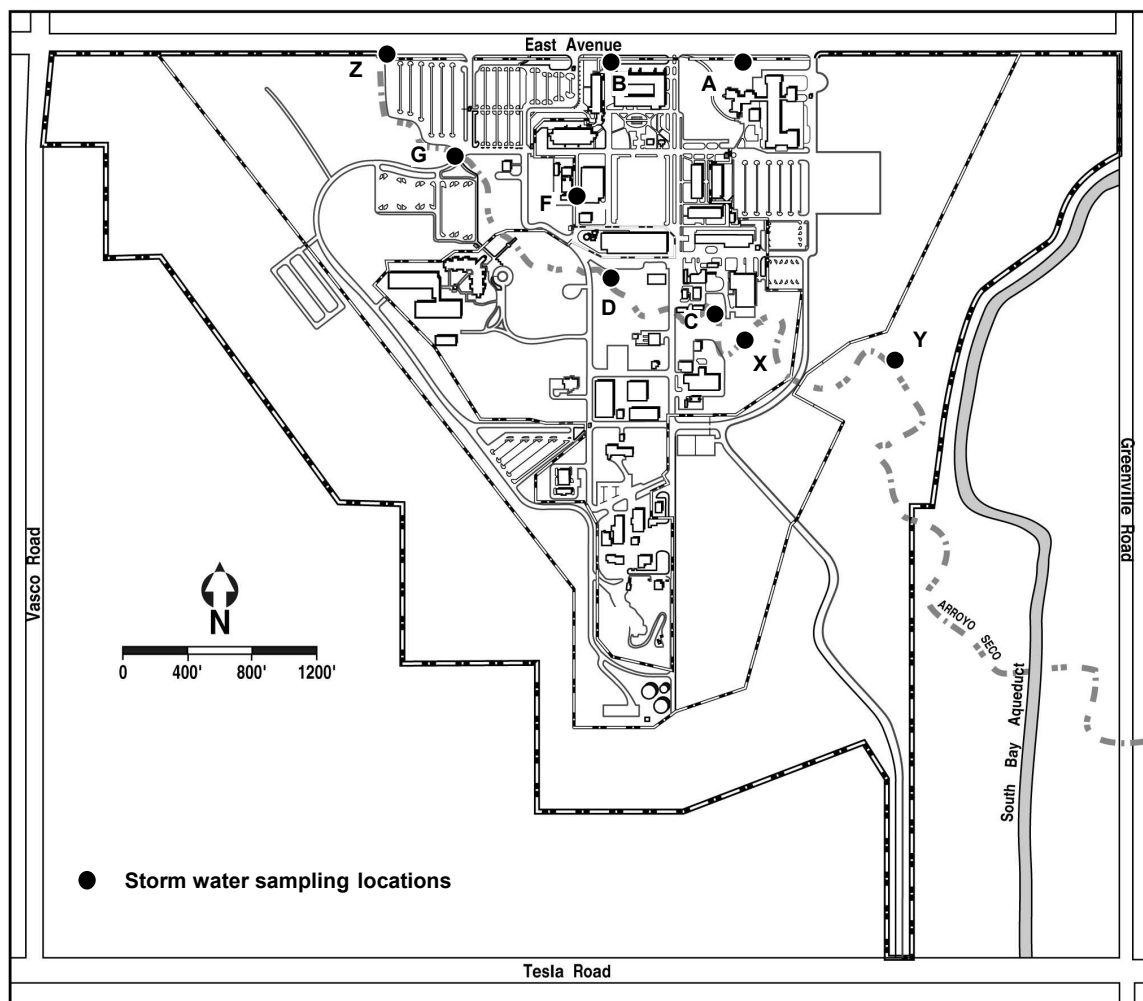 East Avenue
Z
B
A
G
F
D
C
X
Y
Vasco Road
Greenville Road
N
0 400' 800' 1200'
ARROYO SECO
South Bay Aqueduct
Storm water sampling locations
Tesla Road